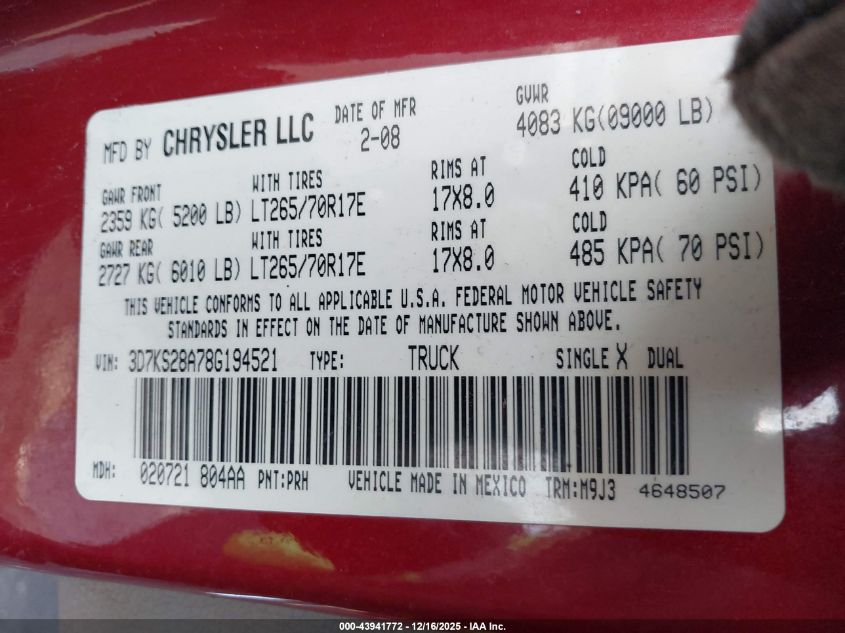 MFD BY CHRYSLER LLC DATE OF MFR 2-08 GVWR 4083 KG(09000 LB)
GAWR FRONT WITH TIRES RIMS AT COLD
2359 KG( 5200 LB) LT265/70R17E 17X8.0 410 KPA( 60 PSI)
GAWR REAR WITH TIRES RIMS AT COLD
2727 KG( 6010 LB) LT265/70R17E 17X8.0 485 KPA( 70 PSI)
THIS VEHICLE CONFORMS TO ALL APPLICABLE U.S.A. FEDERAL MOTOR VEHICLE SAFETY
STANDARDS IN EFFECT ON THE DATE OF MANUFACTURE SHOWN ABOVE.
VIN: 3D7KS28A78G194521 TYPE: TRUCK SINGLE X DUAL
MDH: 020721 804AA PNT:PRH VEHICLE MADE IN MEXICO TRM:M9J3 4648507
000-43941772 - 12/16/2025 - IAA Inc.